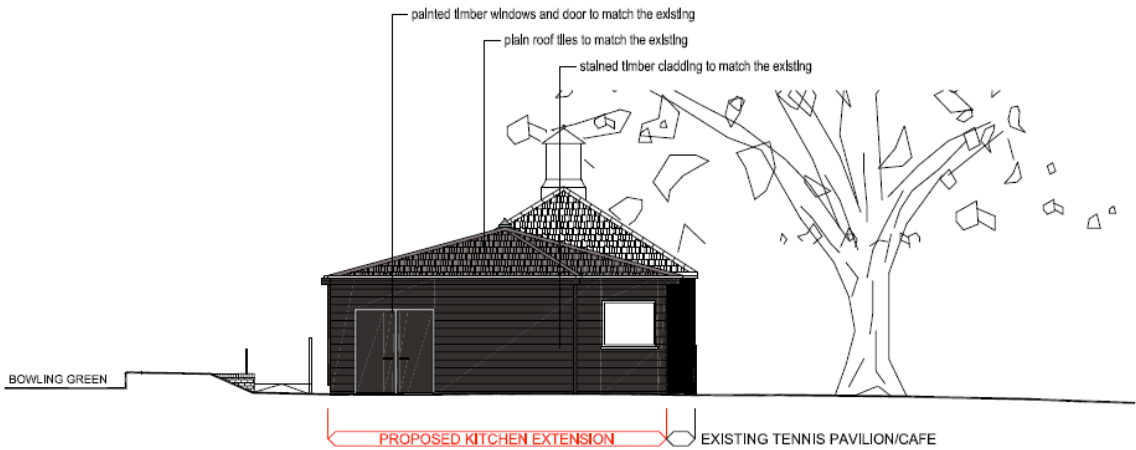 painted timber windows and door to match the existing
plain roof tiles to match the existing
stained timber cladding to match the existing
BOWLING GREEN
PROPOSED KITCHEN EXTENSION
EXISTING TENNIS PAVILION/CAFE